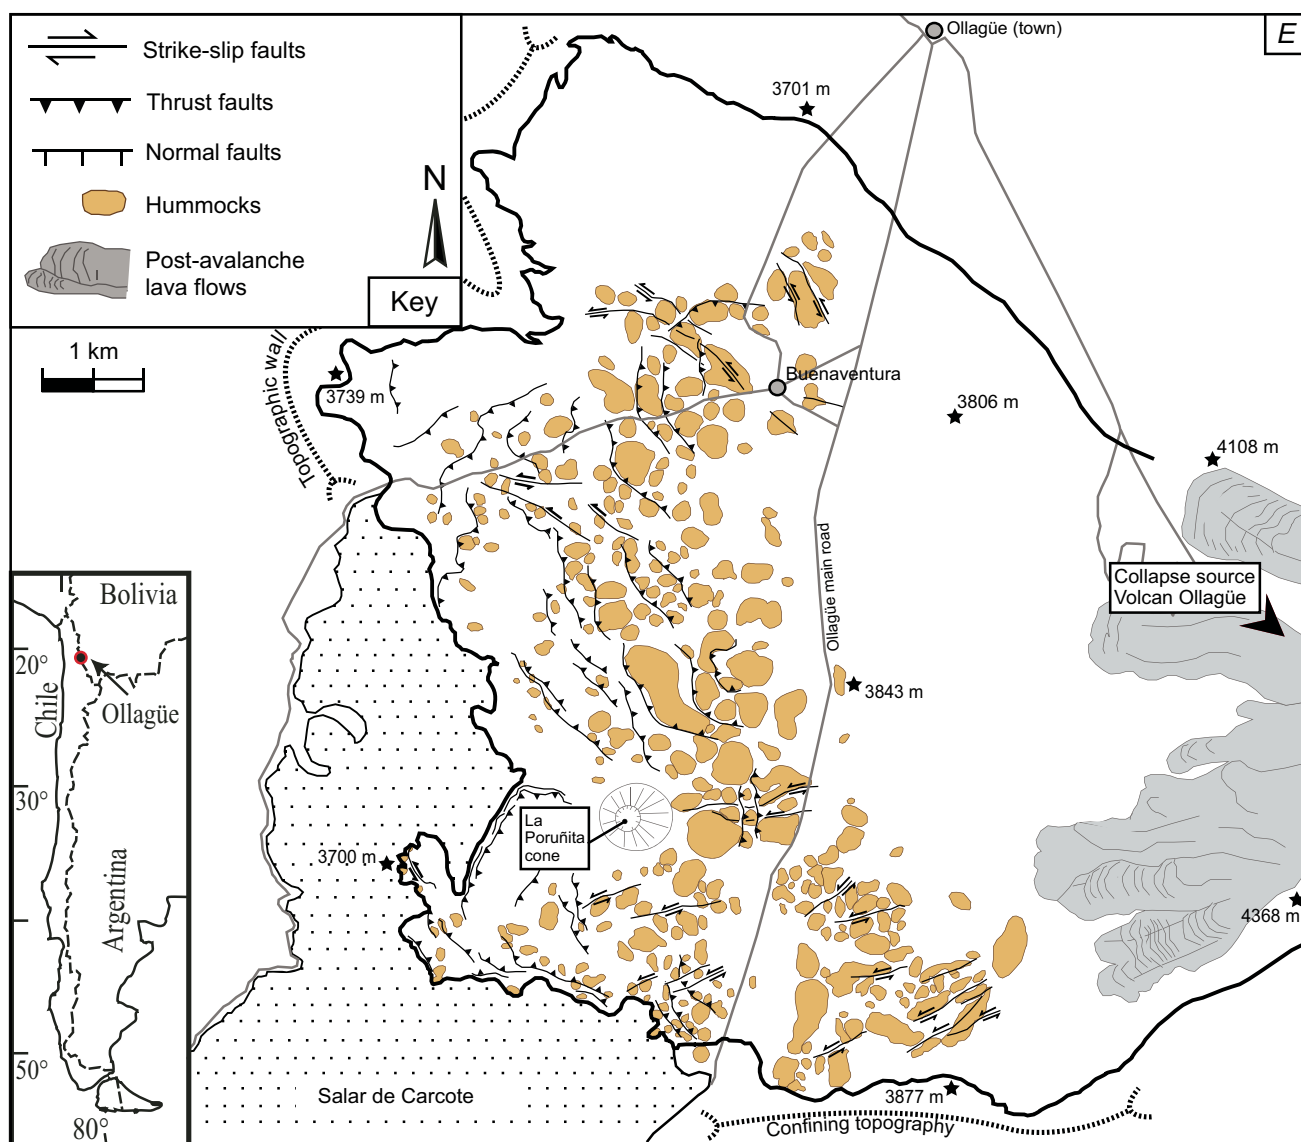 Strike-slip faults
Thrust faults
Normal faults
Hummocks
Post-avalanche
lava flows
N
Key
E
Ollagüe (town)
3701 m
1 km
Topographic wall
3739 m
Buenaventura
3806 m
4108 m
Ollagüe main road
Collapse source
Volcan Ollagüe
3843 m
La
Poruñita
cone
3700 m
4368 m
Salar de Carcote
3877 m
Confining topography
Bolivia
20°
Chile
Ollagüe
30°
Argentina
50°
80°